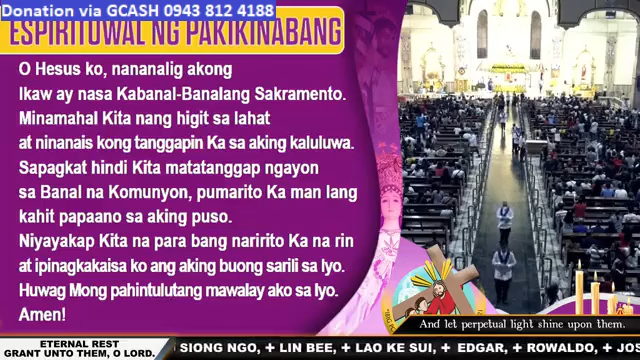 Donation via GCASH 0943 812 4188
ESPIRITUWAL NG PAKIKINABANG
O Hesus ko, nananalig akong
Ikaw ay nasa Kabanal-Banalang Sakramento.
Minamahal Kita nang higit sa lahat
at ninanais kong tanggapin Ka sa aking kaluluwa.
Sapagkat hindi Kita matatanggap ngayon
sa Banal na Komunyon, pumarito Ka man lang
kahit papaano sa aking puso.
Niyayakap Kita na para bang naririto Ka na rin
at ipinagkakaisa ko ang aking buong sarili sa Iyo.
Huwag Mong pahintulutang mawalay ako sa Iyo.
Amen!
And let perpetual light shine upon them.
ETERNAL REST
GRANT UNTO THEM, O LORD.
SIONG NGO, + LIN BEE, + LAO KE SUI, + EDGAR, + ROWALDO, + JOS